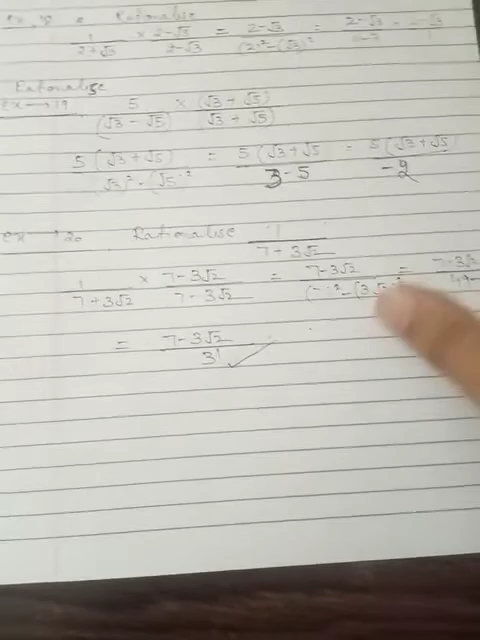 Rationalise
1/2+√3 × 2-√3/2-√3 = 2-√3/(2)²-(√3)² = 2-√3
Rationalise
ex → 19 5/(√3 - √5) × (√3 + √5)/(√3 + √5)
5(√3+√5)/√3)² - (√5 ² = 5(√3+√5/3-5 = 5(√3+√5)/-2
ex 20 Rationalise 1/7+3√2
1/7+3√2 × 7-3√2/7-3√2 = 7-3√2 = 7-3√2
= 7-3√2/31 ✓